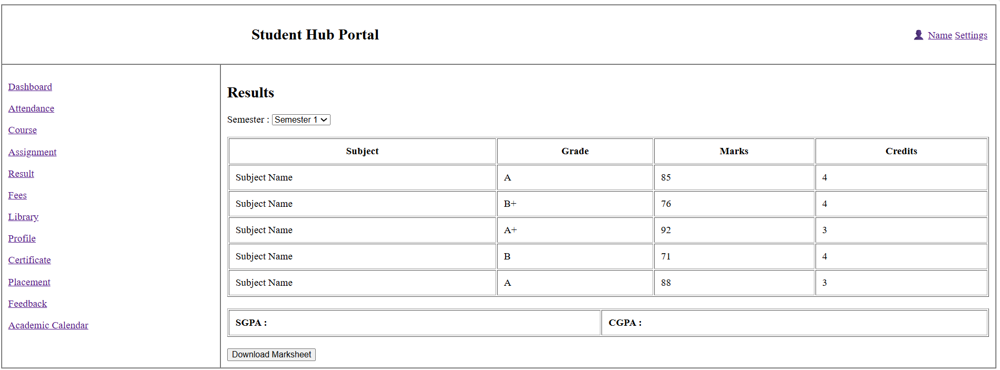 Student Hub Portal
Name Settings
Dashboard
Attendance
Course
Assignment
Result
Fees
Library
Profile
Certificate
Placement
Feedback
Academic Calendar
Results
Semester : Semester 1
Subject Grade Marks Credits
Subject Name A 85 4
Subject Name B+ 76 4
Subject Name A+ 92 3
Subject Name B 71 4
Subject Name A 88 3
SGPA : CGPA :
Download Marksheet